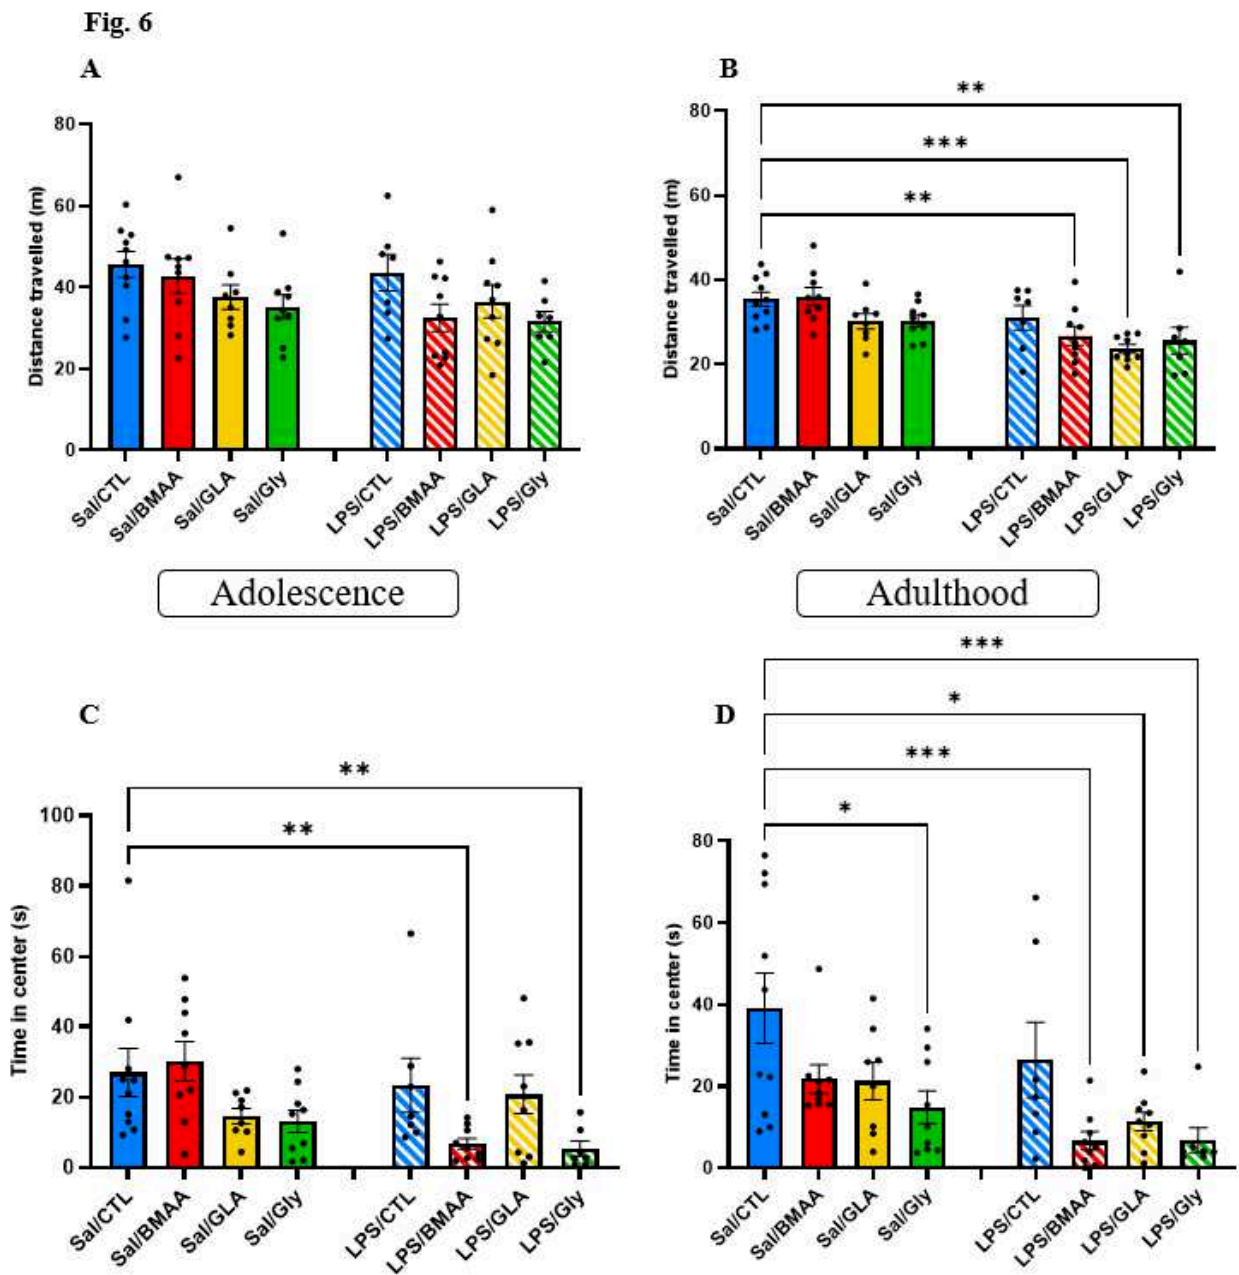 Fig. 6
A
80
60
40
20
0
Distance travelled (m)
Sal/CTL
Sal/BMAA
Sal/GLA
Sal/Gly
LPS/CTL
LPS/BMAA
LPS/GLA
LPS/Gly
B
**
***
**
80
60
40
20
0
Distance travelled (m)
Sal/CTL
Sal/BMAA
Sal/GLA
Sal/Gly
LPS/CTL
LPS/BMAA
LPS/GLA
LPS/Gly
Adolescence
Adulthood
C
**
**
100
80
60
40
20
0
Time in center (s)
Sal/CTL
Sal/BMAA
Sal/GLA
Sal/Gly
LPS/CTL
LPS/BMAA
LPS/GLA
LPS/Gly
D
***
*
***
*
80
60
40
20
0
Time in center (s)
Sal/CTL
Sal/BMAA
Sal/GLA
Sal/Gly
LPS/CTL
LPS/BMAA
LPS/GLA
LPS/Gly